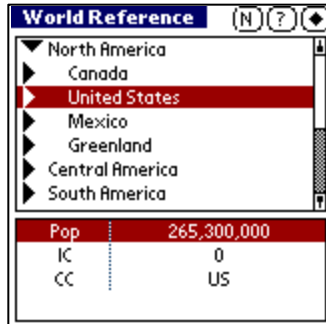 World Reference N ?
North America
Canada
United States
Mexico
Greenland
Central America
South America
Pop 265,300,000
IC 0
CC US